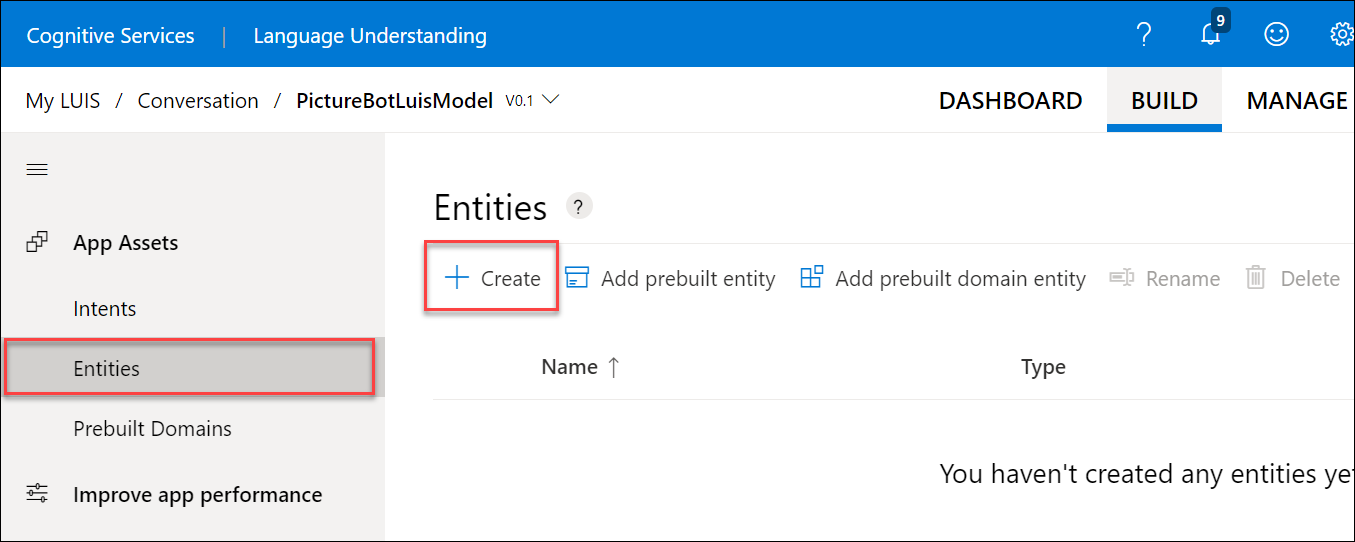 Cognitive Services | Language Understanding ? 9
My LUIS / Conversation / PictureBotLuisModel V0.1 DASHBOARD BUILD MANAGE
Entities ?
App Assets
+ Create Add prebuilt entity Add prebuilt domain entity Rename Delete
Intents
Entities
Name ↑ Type
Prebuilt Domains
You haven't created any entities yet
Improve app performance